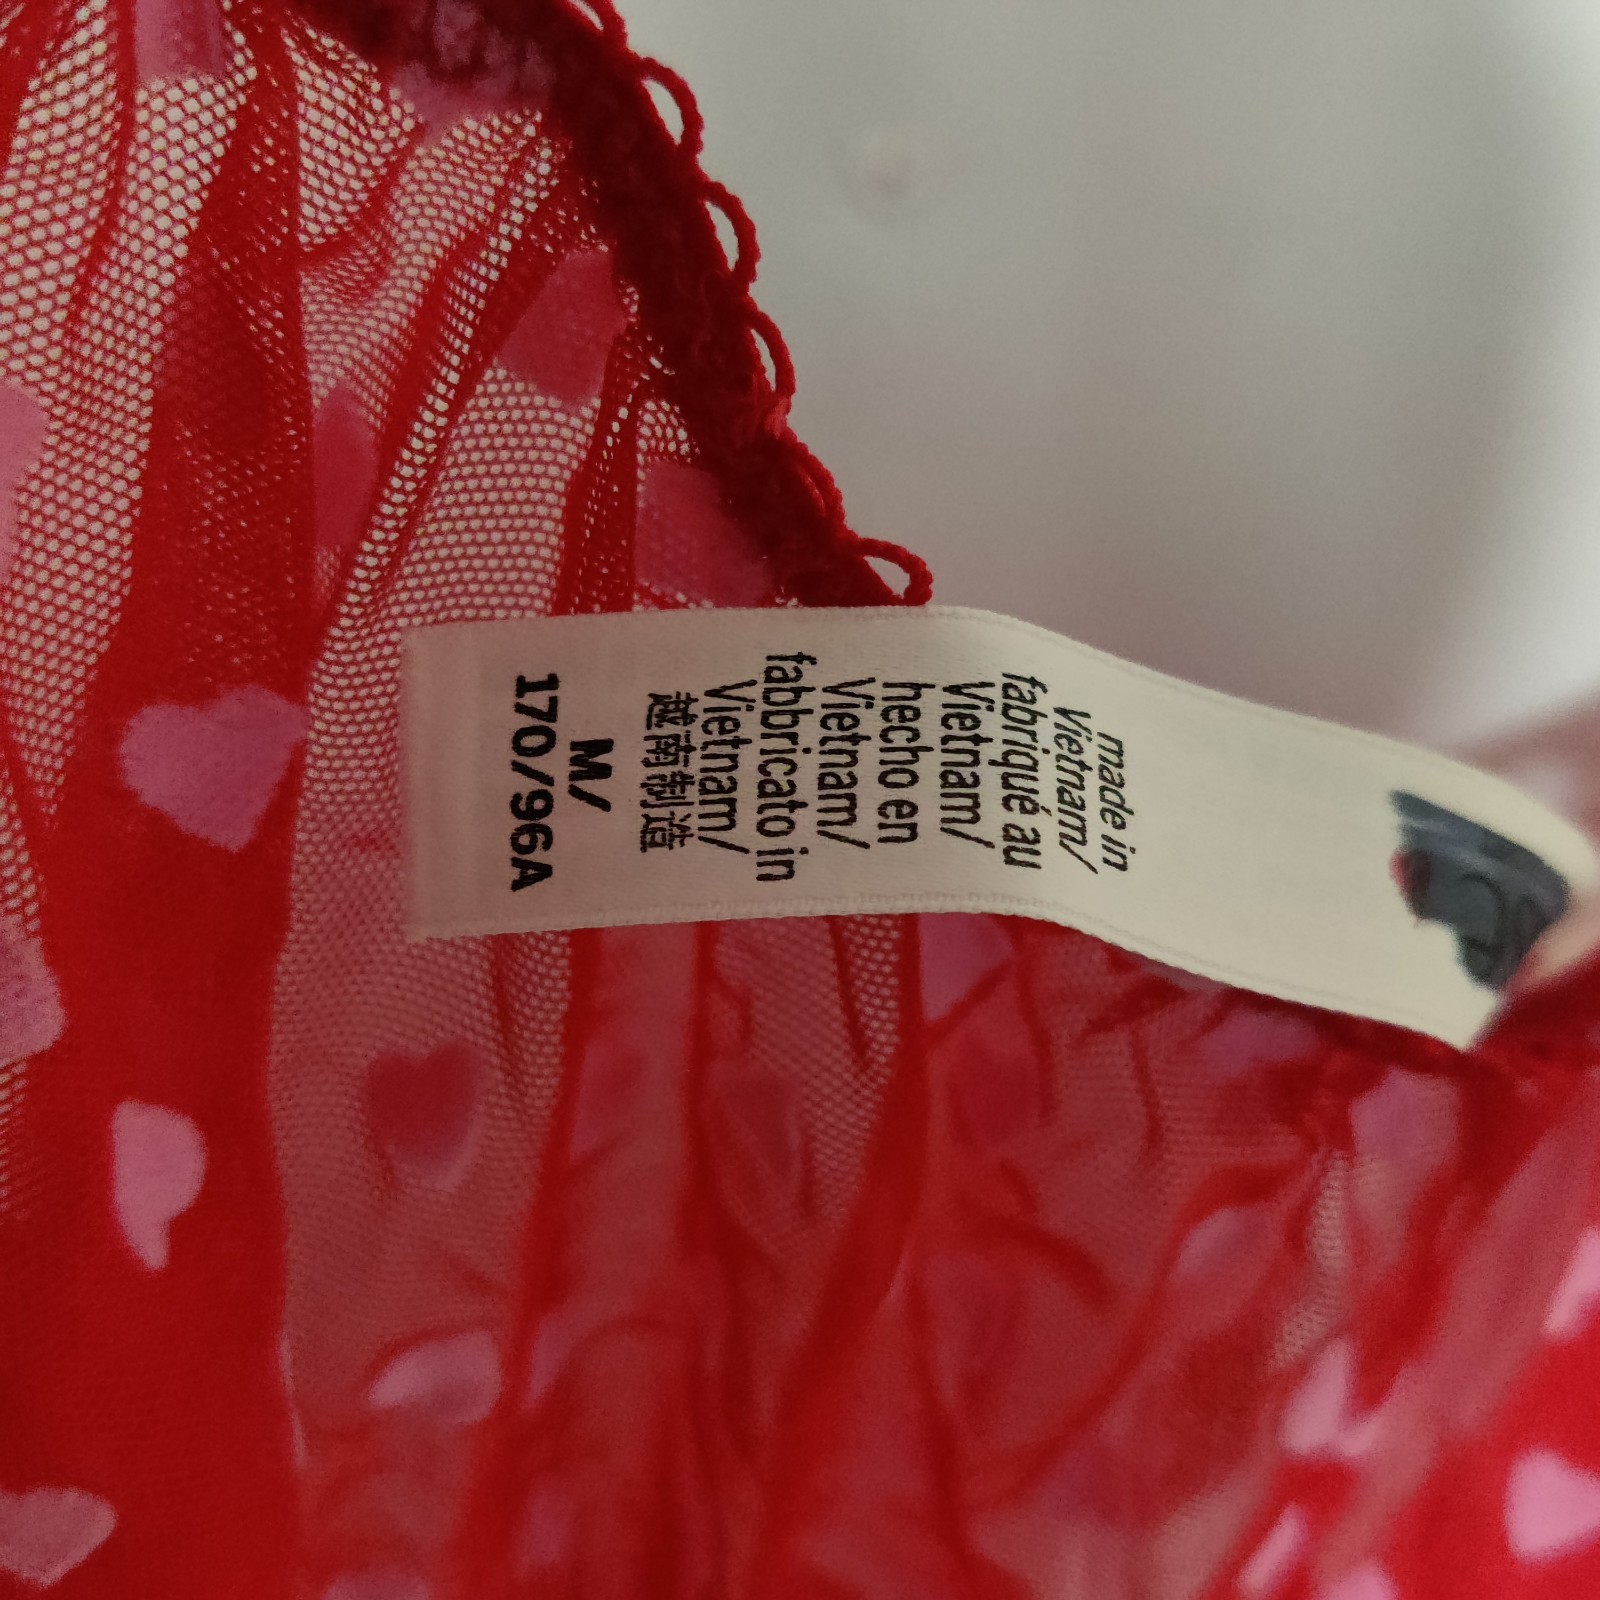 made in
Vietnam/
fabriqué au
Vietnam/
hecho en
Vietnam/
fabbricato in
Vietnam/
越南制造
M/
170/96A